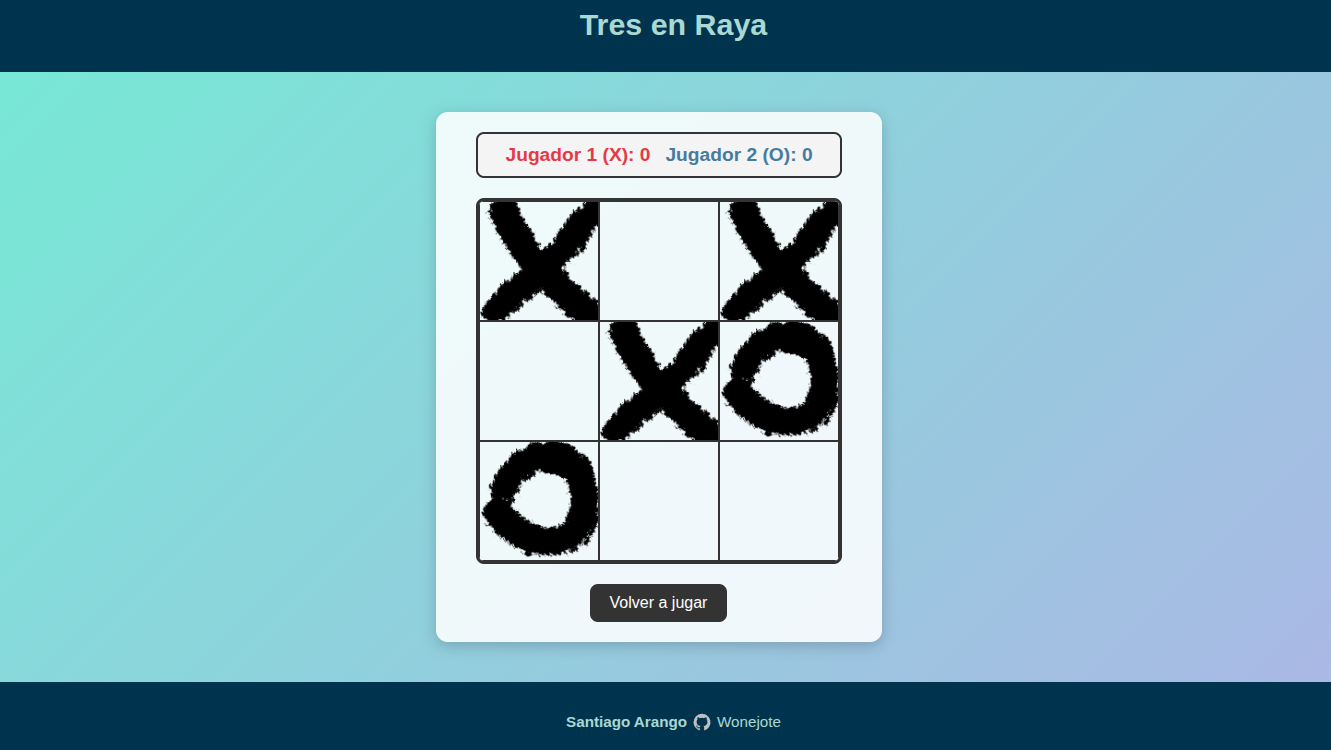 Tres en Raya
Jugador 1 (X): 0 Jugador 2 (O): 0
X X
X O
O
Volver a jugar
Santiago Arango Wonejote